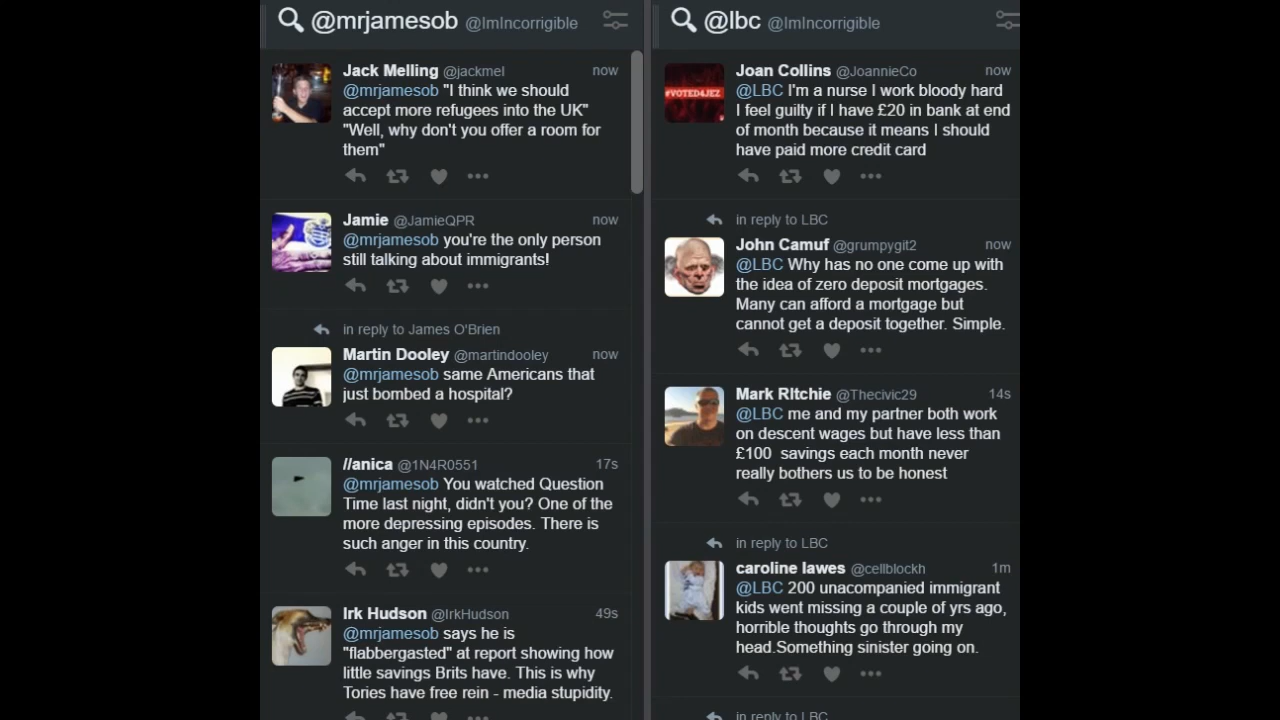 @mrjamesob @ImIncorrigible
Jack Melling @jackmel now
@mrjamesob "I think we should
accept more refugees into the UK"
"Well, why don't you offer a room for
them"
Jamie @JamieQPR now
@mrjamesob you're the only person
still talking about immigrants!
in reply to James O'Brien
Martin Dooley @martindooley now
@mrjamesob same Americans that
just bombed a hospital?
//anica @1N4R0551 17s
@mrjamesob You watched Question
Time last night, didn't you? One of the
more depressing episodes. There is
such anger in this country.
Irk Hudson @IrkHudson 49s
@mrjamesob says he is
"flabbergasted" at report showing how
little savings Brits have. This is why
Tories have free rein - media stupidity.
@lbc @ImIncorrigible
Joan Collins @JoannieCo now
#VOTED4JEZ
@LBC I'm a nurse I work bloody hard
I feel guilty if I have £20 in bank at end
of month because it means I should
have paid more credit card
in reply to LBC
John Camuf @grumpygit2 now
@LBC Why has no one come up with
the idea of zero deposit mortgages.
Many can afford a mortgage but
cannot get a deposit together. Simple.
Mark RItchie @Thecivic29 14s
@LBC me and my partner both work
on descent wages but have less than
£100 savings each month never
really bothers us to be honest
in reply to LBC
caroline lawes @cellblockh 1m
@LBC 200 unacompanied immigrant
kids went missing a couple of yrs ago,
horrible thoughts go through my
head.Something sinister going on.
in reply to LBC